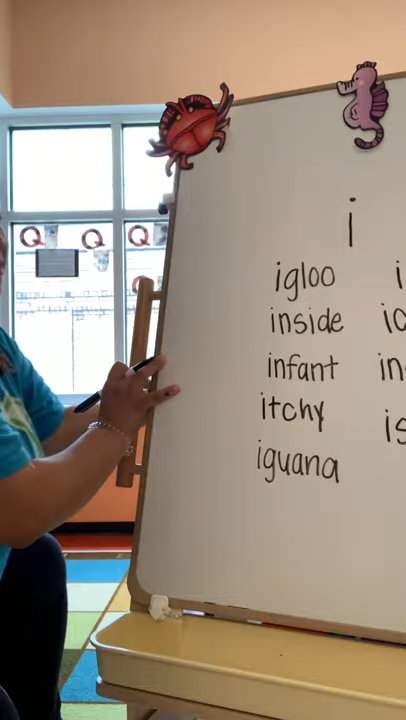 Q Q Q
i
igloo
inside
infant
itchy
iguana